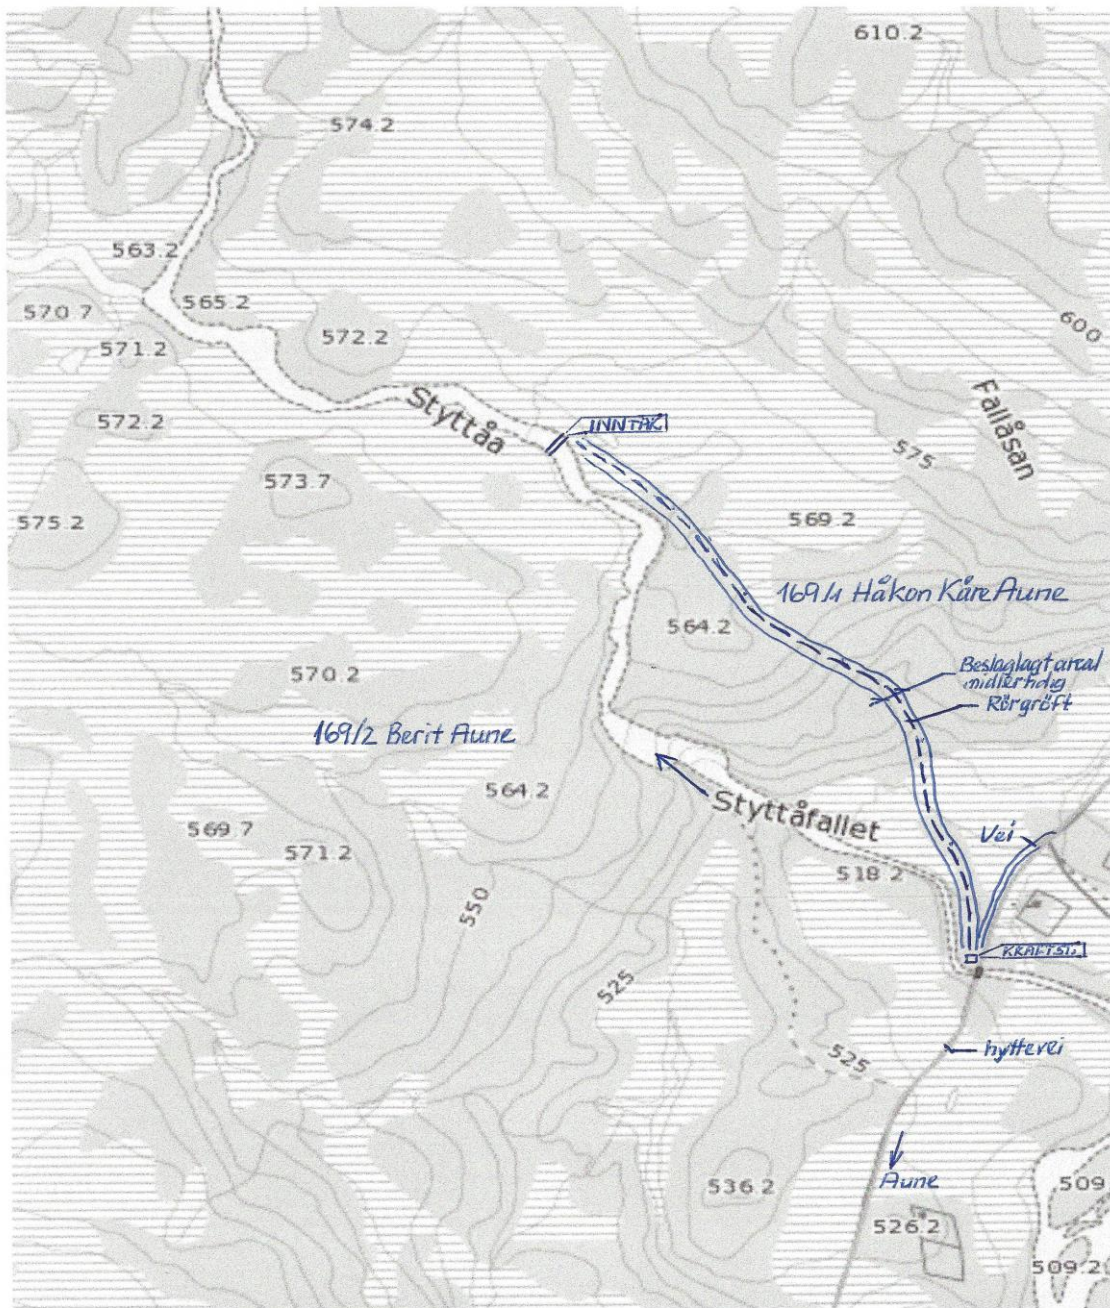 610.2
574.2
563.2
565.2
570.7
571.2
572.2
600
572.2
Styttåa
INNTAK
Fallåsan
575
573.7
575.2
569.2
169/1 Håkon Kåre Aune
564.2
Beslaglagt areal
midlertidig
Rørgrøft
570.2
169/2 Berit Aune
564.2
Styttåfallet
569.7
571.2
Vei
518.2
550
KRAFTST.
525
hyttevei
525
Aune
536.2
509
526.2
509.2